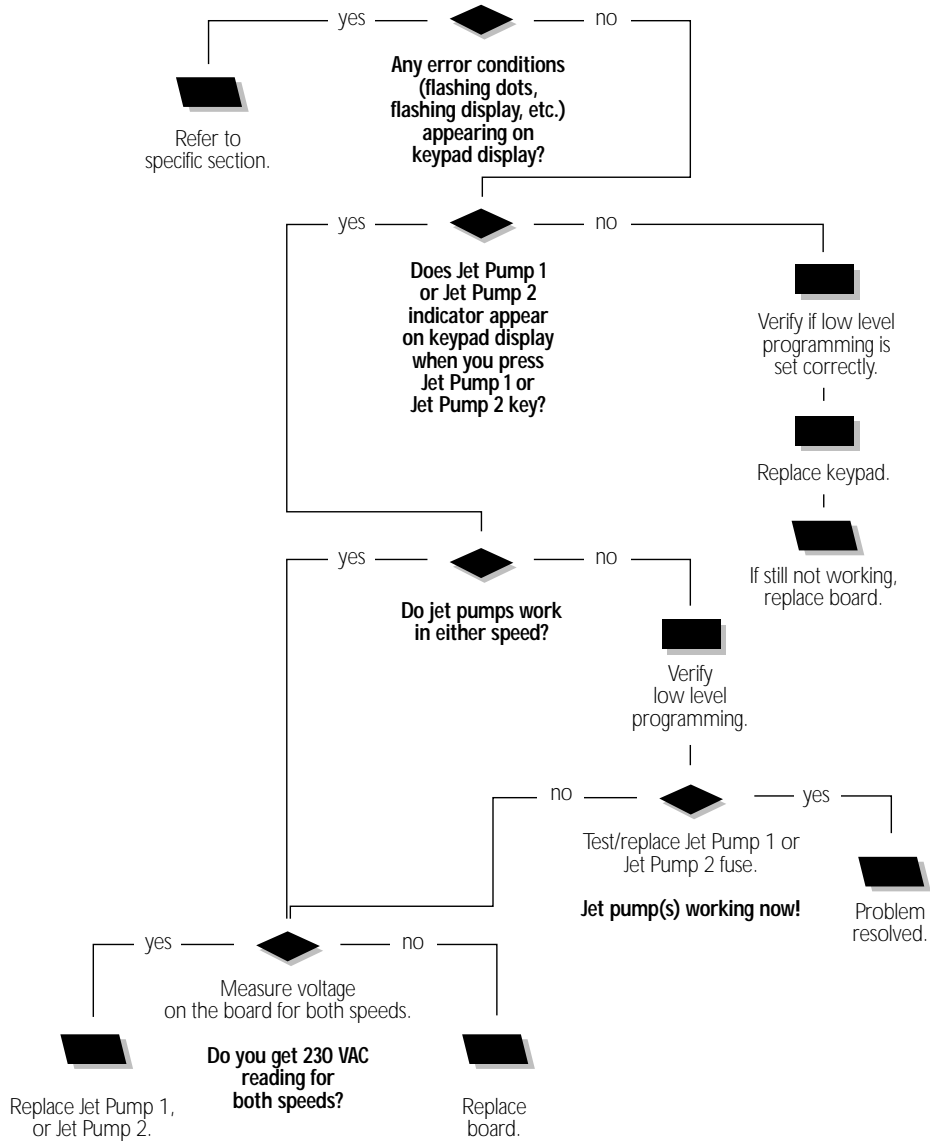 yes
no
Any error conditions
(flashing dots,
flashing display, etc.)
appearing on
keypad display?
Refer to
specific section.
yes
no
Does Jet Pump 1
or Jet Pump 2
indicator appear
on keypad display
when you press
Jet Pump 1 or
Jet Pump 2 key?
Verify if low level
programming is
set correctly.
Replace keypad.
If still not working,
replace board.
yes
no
Do jet pumps work
in either speed?
Verify
low level
programming.
no
yes
Test/replace Jet Pump 1 or
Jet Pump 2 fuse.
Jet pump(s) working now!
Problem
resolved.
yes
no
Measure voltage
on the board for both speeds.
Do you get 230 VAC
reading for
both speeds?
Replace Jet Pump 1,
or Jet Pump 2.
Replace
board.